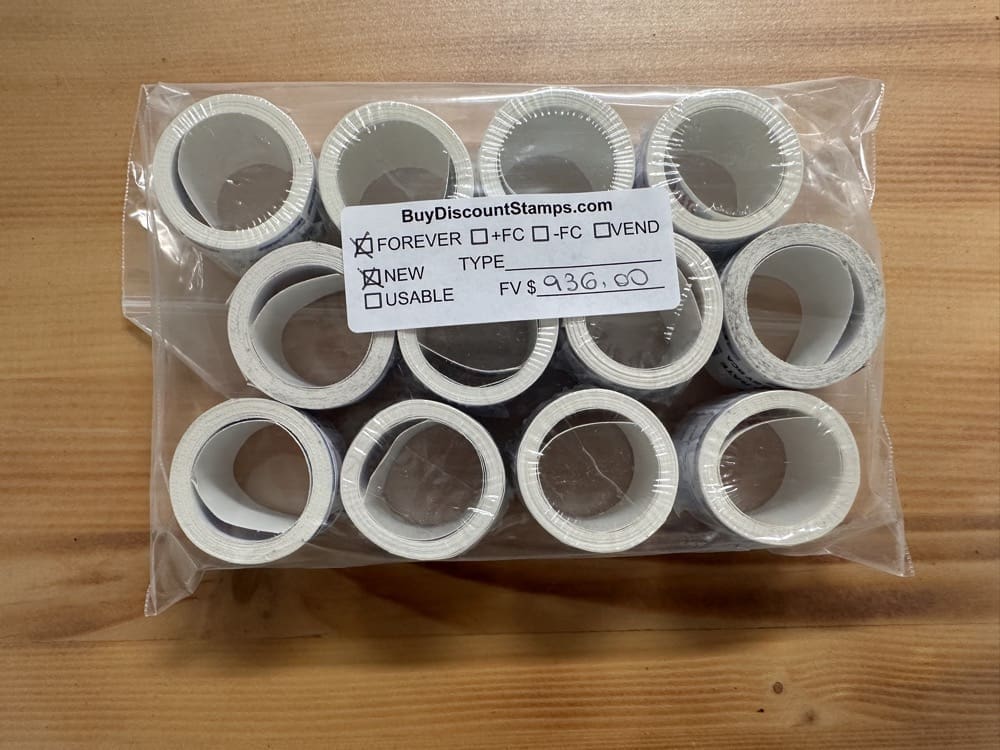 BuyDiscountStamps.com
☒ FOREVER ☐ +FC ☐ -FC ☐ VEND
☒ NEW TYPE
☐ USABLE FV $ 936.00